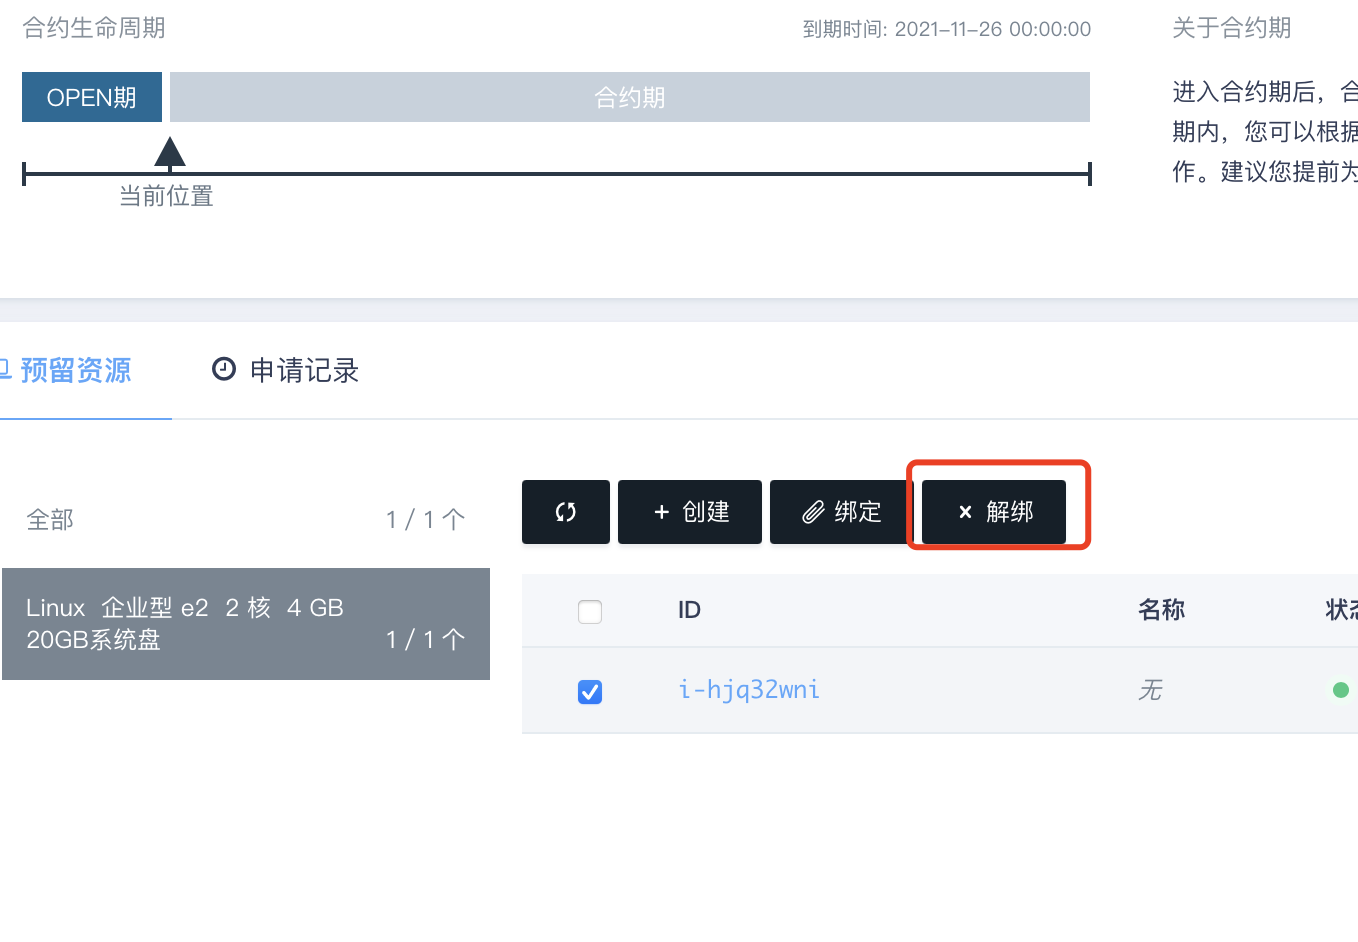 合约生命周期
到期时间: 2021-11-26 00:00:00
关于合约期
OPEN期
合约期
进入合约期后，合
期内，您可以根据
作。建议您提前为
当前位置
预留资源
申请记录
全部
1 / 1 个
创建
绑定
解绑
Linux 企业型 e2 2 核 4 GB
20GB系统盘
1 / 1 个
ID
名称
状态
i-hjq32wni
无